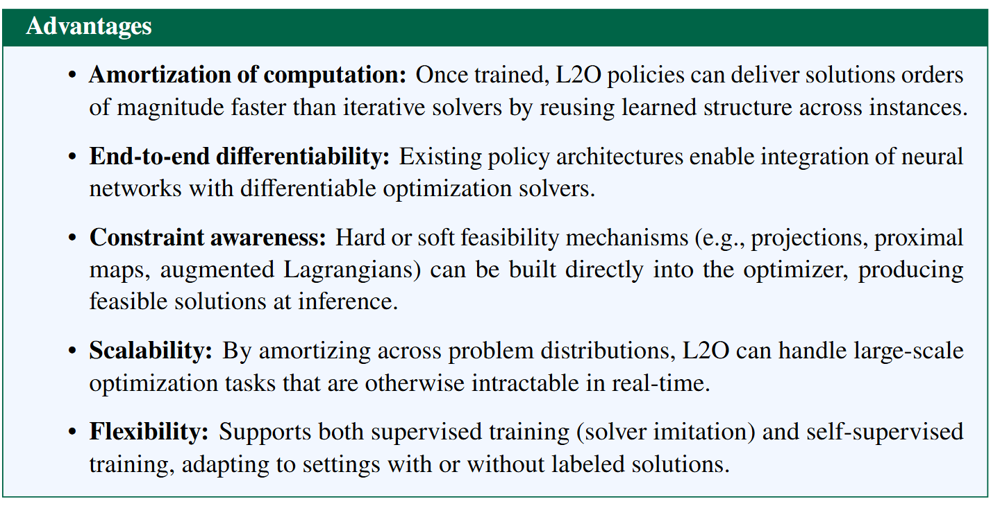 Advantages
• Amortization of computation: Once trained, L2O policies can deliver solutions orders
of magnitude faster than iterative solvers by reusing learned structure across instances.
• End-to-end differentiability: Existing policy architectures enable integration of neural
networks with differentiable optimization solvers.
• Constraint awareness: Hard or soft feasibility mechanisms (e.g., projections, proximal
maps, augmented Lagrangians) can be built directly into the optimizer, producing
feasible solutions at inference.
• Scalability: By amortizing across problem distributions, L2O can handle large-scale
optimization tasks that are otherwise intractable in real-time.
• Flexibility: Supports both supervised training (solver imitation) and self-supervised
training, adapting to settings with or without labeled solutions.